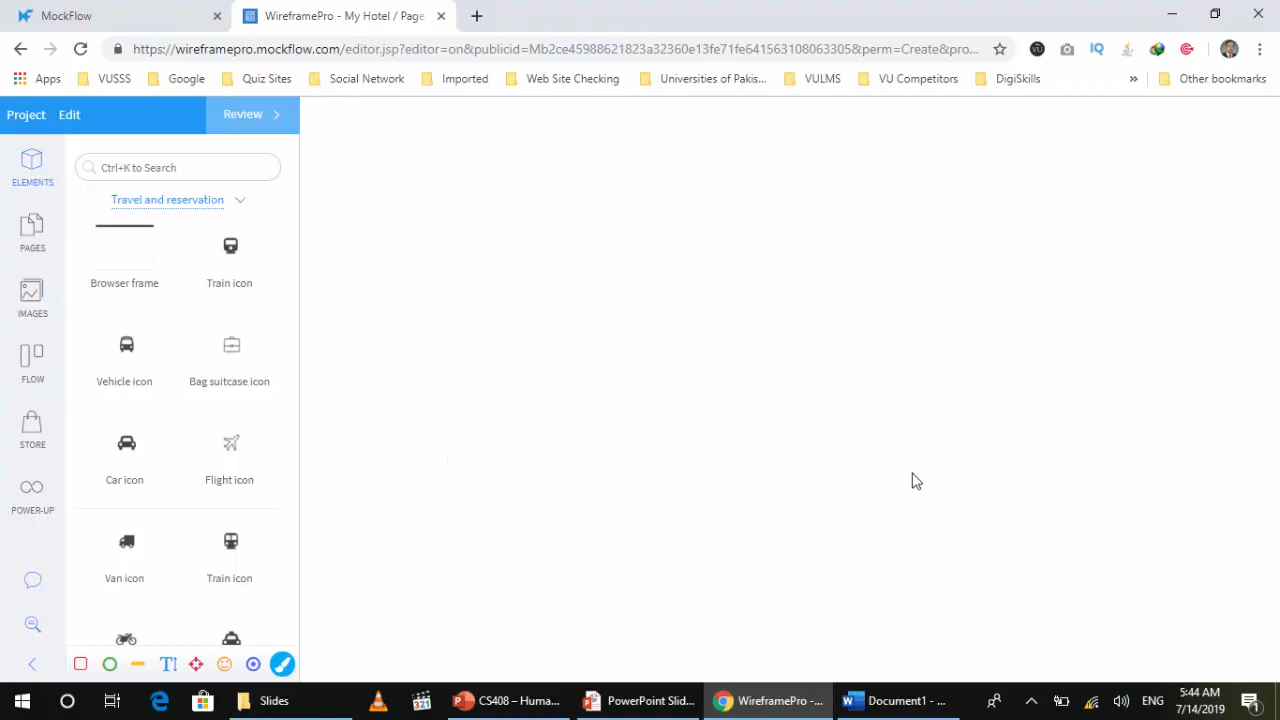 MockFlow
WireframePro - My Hotel / Page
https://wireframepro.mockflow.com/editor.jsp?editor=on&publicid=Mb2ce45988621823a32360e13fe71fe641563108063305&perm=Create&pro...
Apps VUSSS Google Quiz Sites Social Network Imported Web Site Checking Universities of Pakis... VULMS VU Competitors DigiSkills » Other bookmarks
Project Edit Review >
Ctrl+K to Search
ELEMENTS
Travel and reservation
PAGES
Browser frame Train icon
IMAGES
FLOW
Vehicle icon Bag suitcase icon
STORE
Car icon Flight icon
POWER-UP
Van icon Train icon
Slides 321 CS408 – Huma... PowerPoint Slid... WireframePro -... Document1 - ... ENG 5:44 AM
7/14/2019 1